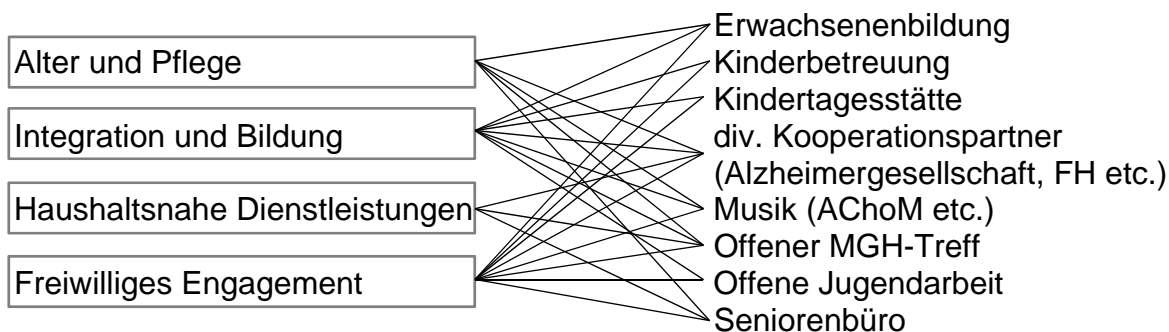 Alter und Pflege
Integration und Bildung
Haushaltsnahe Dienstleistungen
Freiwilliges Engagement
Erwachsenenbildung
Kinderbetreuung
Kindertagesstätte
div. Kooperationspartner
(Alzheimergesellschaft, FH etc.)
Musik (AChoM etc.)
Offener MGH-Treff
Offene Jugendarbeit
Seniorenbüro